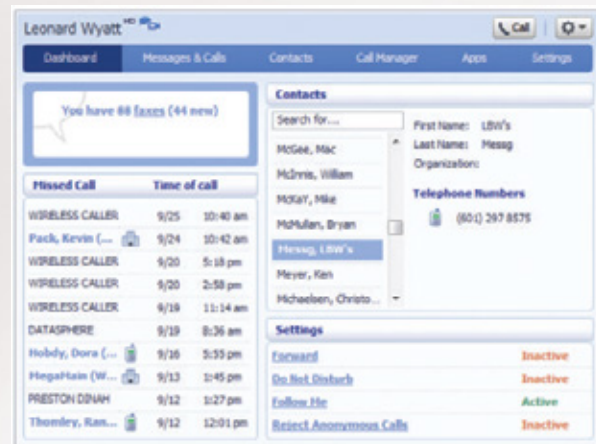 Leonard Wyatt HD
Call
Dashboard Messages & Calls Contacts Call Manager Apps Settings
You have 88 faxes (44 new)
Missed Call Time of call
WIRELESS CALLER 9/25 10:40 am
Pack, Kevin (... 9/24 10:42 am
WIRELESS CALLER 9/20 5:18 pm
WIRELESS CALLER 9/20 2:58 pm
WIRELESS CALLER 9/19 11:14 am
DATASPHERE 9/19 8:36 am
Hobdy, Dora (... 9/16 5:55 pm
MegaMain (W... 9/13 1:45 pm
PRESTON DINAH 9/12 1:27 pm
Thomley, Ran... 9/12 12:01 pm
Contacts
Search for...
McGee, Mac
McInnis, William
McKaY, Mike
McMullan, Bryan
Messg, LBW's
Meyer, Ken
Michaelsen, Christo...
First Name: LBW's
Last Name: Messg
Organization:
Telephone Numbers
(601) 297 8575
Settings
Forward Inactive
Do Not Disturb Inactive
Follow Me Active
Reject Anonymous Calls Inactive